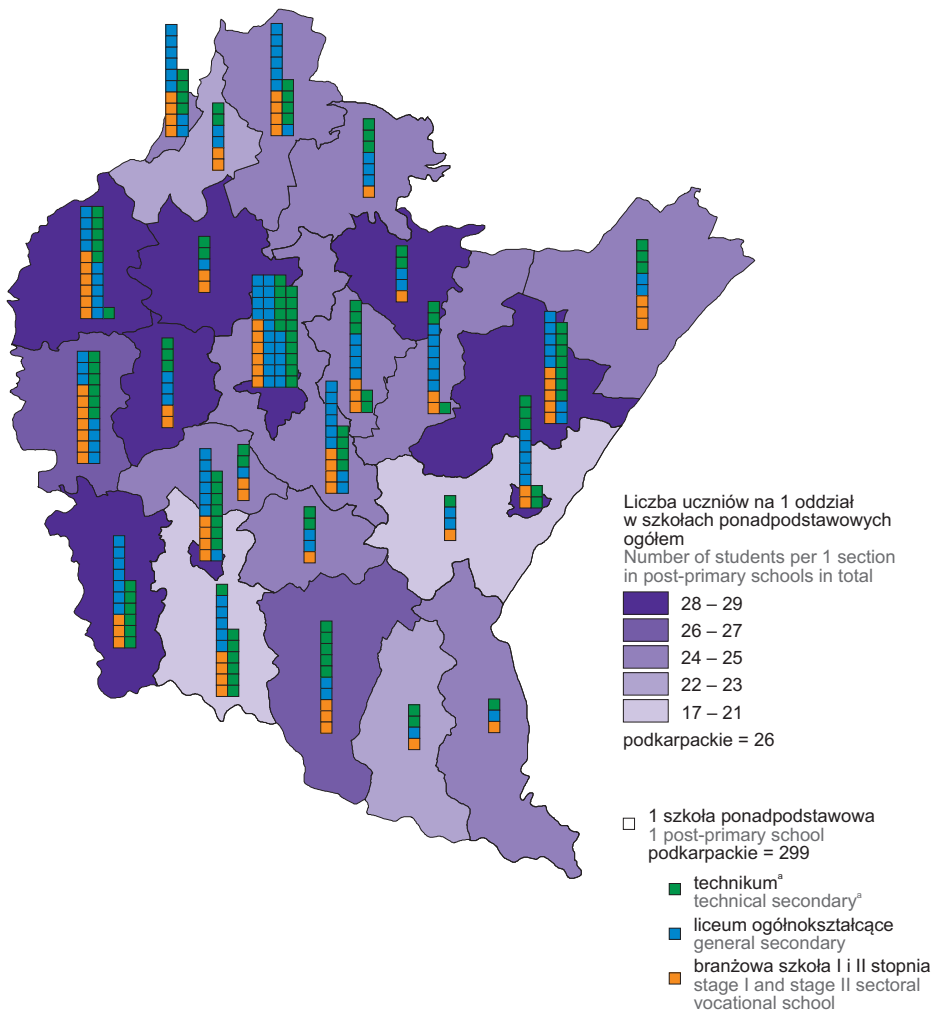 Liczba uczniów na 1 oddział
w szkołach ponadpodstawowych
ogółem
Number of students per 1 section
in post-primary schools in total
28 – 29
26 – 27
24 – 25
22 – 23
17 – 21
podkarpackie = 26
1 szkoła ponadpodstawowa
1 post-primary school
podkarpackie = 299
technikumᵃ
technical secondaryᵃ
liceum ogólnokształcące
general secondary
branżowa szkoła I i II stopnia
stage I and stage II sectoral
vocational school